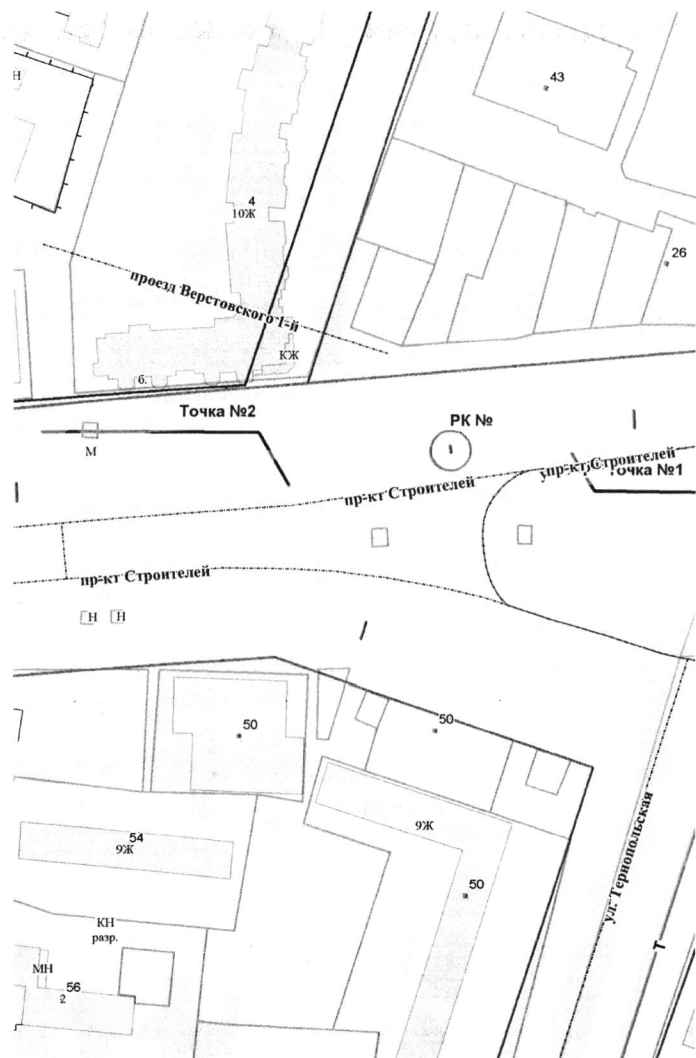 43
Н
4
10Ж
26
проезд Верстовского 1-й
КЖ
б.
Точка №2
РК №
М
пр-кт Строителей
Точка №1
пр-кт Строителей
пр-кт Строителей
Н
Н
50
50
9Ж
54
9Ж
50
ул. Тернопольская
КН
разр.
Т
МН
56
2